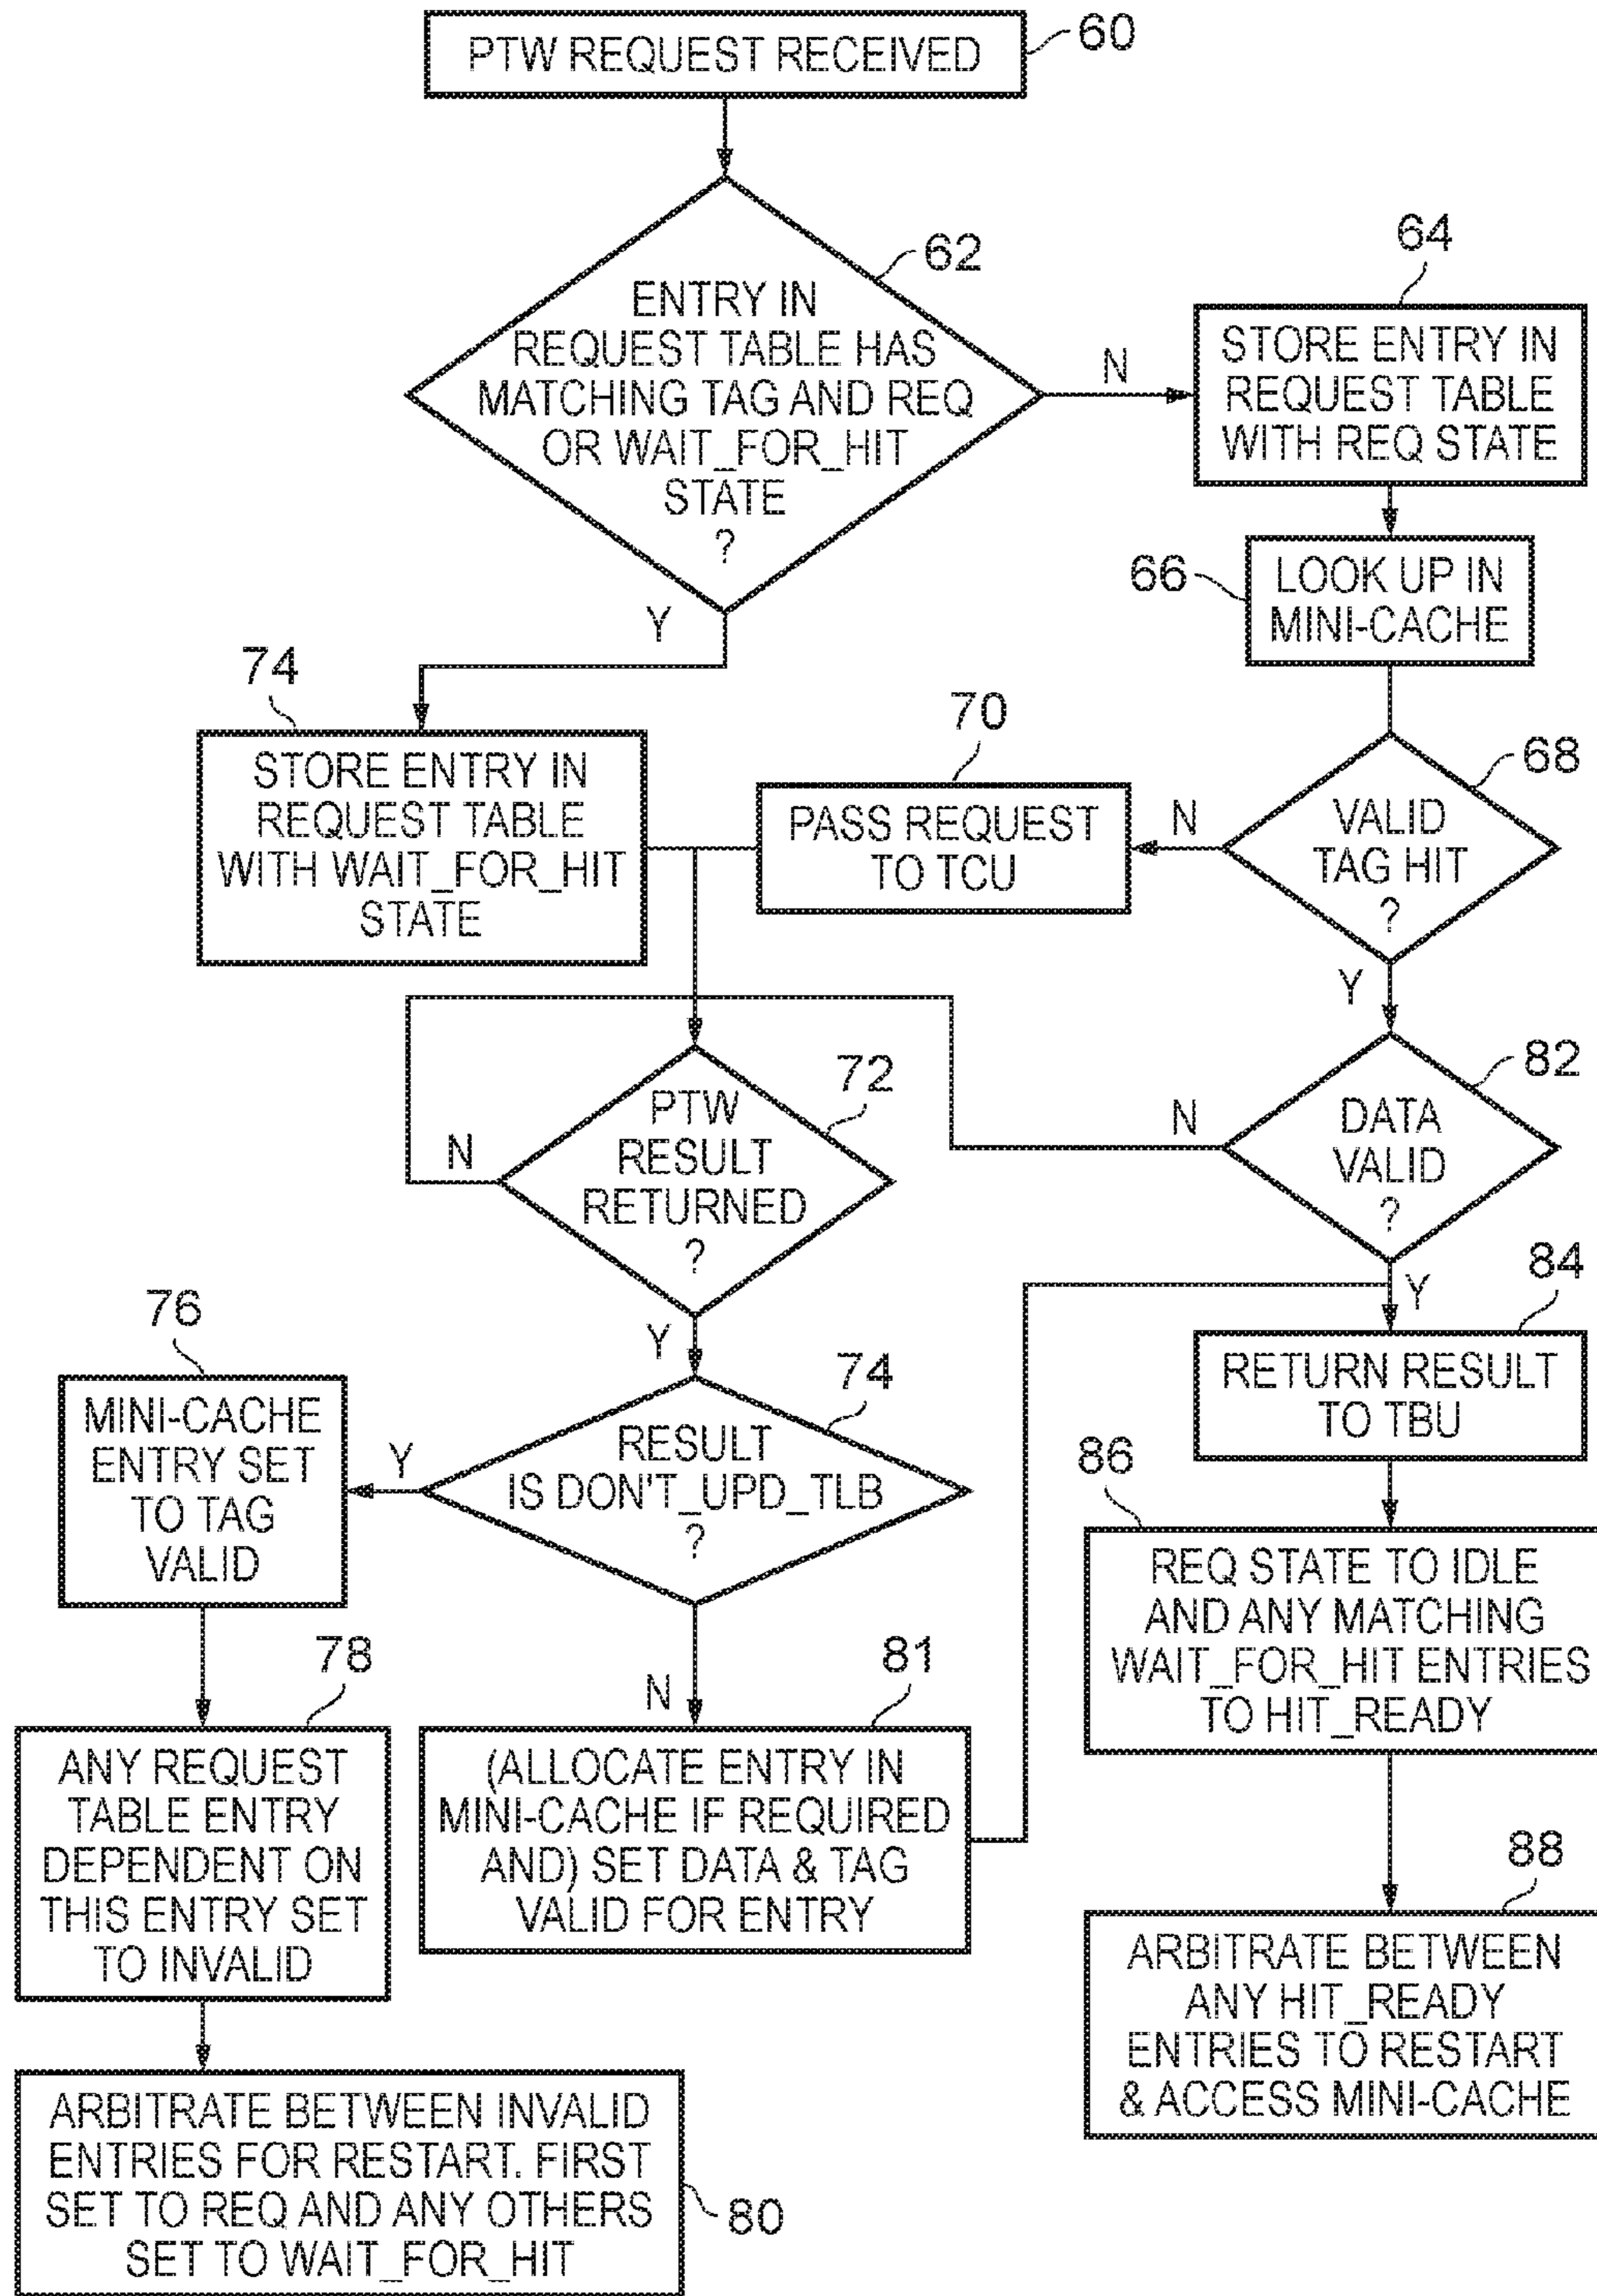 PTW REQUEST RECEIVED
60
62
ENTRY IN
REQUEST TABLE HAS
MATCHING TAG AND REQ
OR WAIT_FOR_HIT
STATE
?
N
Y
64
STORE ENTRY IN
REQUEST TABLE
WITH REQ STATE
66
LOOK UP IN
MINI-CACHE
74
STORE ENTRY IN
REQUEST TABLE
WITH WAIT_FOR_HIT
STATE
70
PASS REQUEST
TO TCU
N
68
VALID
TAG HIT
?
Y
72
PTW
RESULT
RETURNED
?
N
Y
82
DATA
VALID
?
N
Y
84
RETURN RESULT
TO TBU
76
MINI-CACHE
ENTRY SET
TO TAG
VALID
Y
74
RESULT
IS DON'T_UPD_TLB
?
N
86
REQ STATE TO IDLE
AND ANY MATCHING
WAIT_FOR_HIT ENTRIES
TO HIT_READY
78
ANY REQUEST
TABLE ENTRY
DEPENDENT ON
THIS ENTRY SET
TO INVALID
81
(ALLOCATE ENTRY IN
MINI-CACHE IF REQUIRED
AND) SET DATA & TAG
VALID FOR ENTRY
88
ARBITRATE BETWEEN
ANY HIT_READY
ENTRIES TO RESTART
& ACCESS MINI-CACHE
ARBITRATE BETWEEN INVALID
ENTRIES FOR RESTART. FIRST
SET TO REQ AND ANY OTHERS
SET TO WAIT_FOR_HIT
80